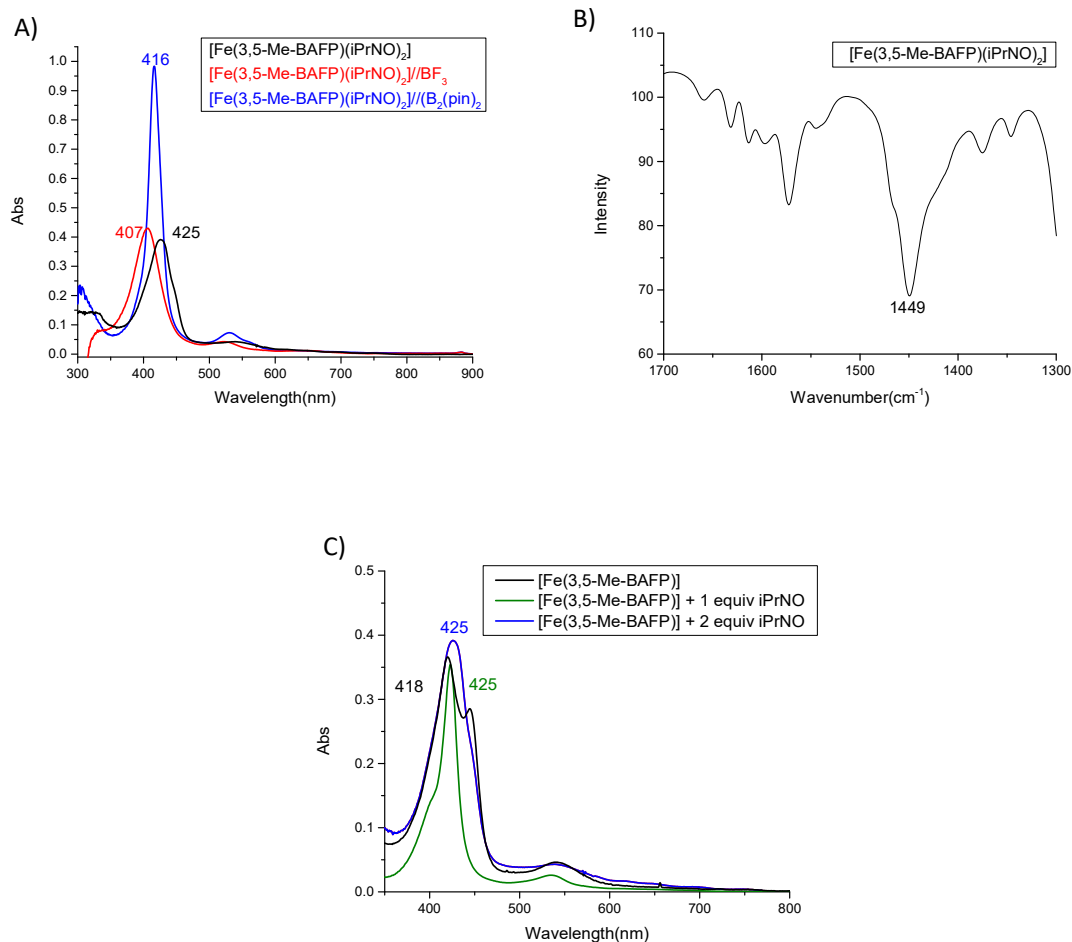 A)
[Fe(3,5-Me-BAFP)(iPrNO)₂]
[Fe(3,5-Me-BAFP)(iPrNO)₂]//BF₃
[Fe(3,5-Me-BAFP)(iPrNO)₂]//(B₂(pin)₂
416
407
425
1.0
0.9
0.8
0.7
0.6
0.5
0.4
0.3
0.2
0.1
0.0
Abs
300 400 500 600 700 800 900
Wavelength(nm)
B)
[Fe(3,5-Me-BAFP)(iPrNO)₂]
110
100
90
80
70
60
Intensity
1449
1700 1600 1500 1400 1300
Wavenumber(cm⁻¹)
C)
[Fe(3,5-Me-BAFP)]
[Fe(3,5-Me-BAFP)] + 1 equiv iPrNO
[Fe(3,5-Me-BAFP)] + 2 equiv iPrNO
425
418
425
0.5
0.4
0.3
0.2
0.1
0.0
Abs
400 500 600 700 800
Wavelength(nm)